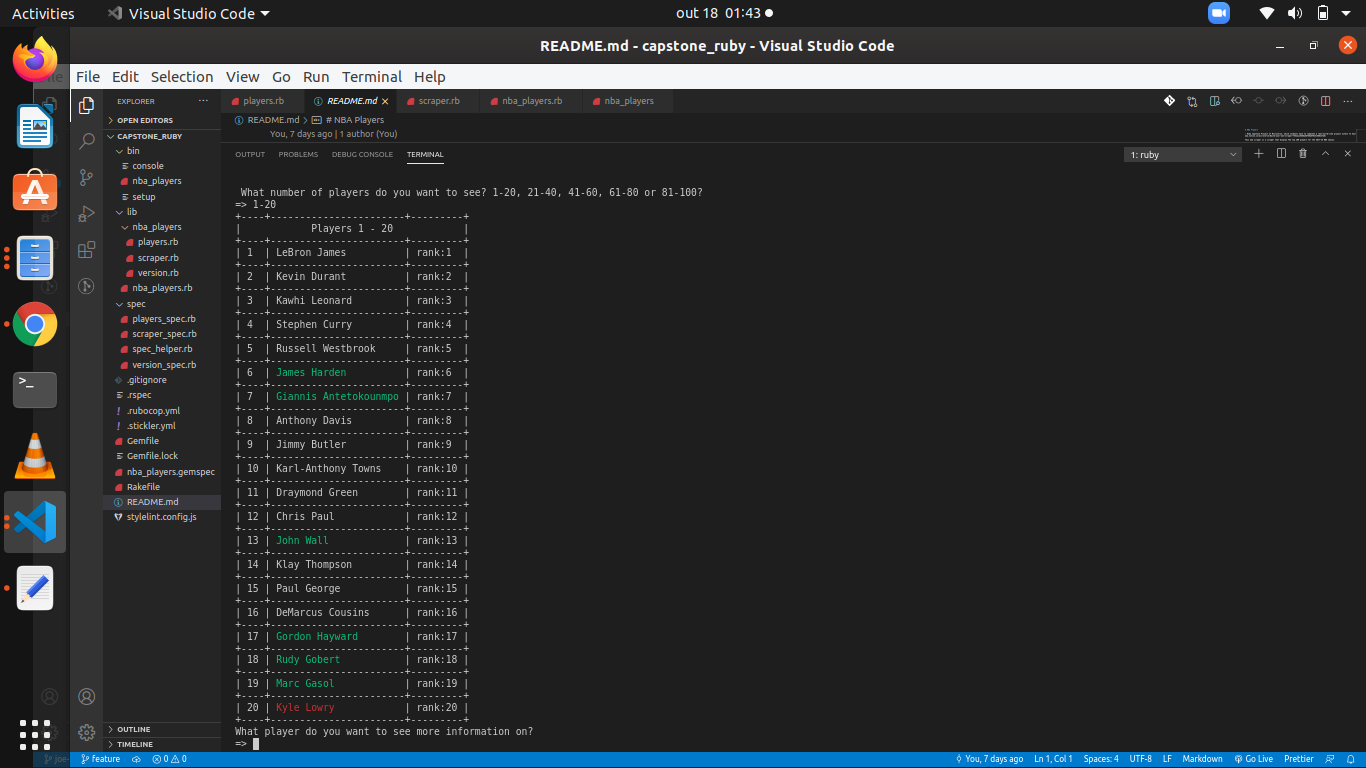 Activities Visual Studio Code out 18 01:43
README.md - capstone_ruby - Visual Studio Code
File Edit Selection View Go Run Terminal Help
EXPLORER ···
OPEN EDITORS
CAPSTONE_RUBY
bin
console
nba_players
setup
lib
nba_players
players.rb
scraper.rb
version.rb
nba_players.rb
spec
players_spec.rb
scraper_spec.rb
spec_helper.rb
version_spec.rb
.gitignore
.rspec
.rubocop.yml
.stickler.yml
Gemfile
Gemfile.lock
nba_players.gemspec
Rakefile
README.md
stylelint.config.js
OUTLINE
TIMELINE
players.rb README.md scraper.rb nba_players.rb nba_players
README.md > # NBA Players
You, 7 days ago | 1 author (You)
OUTPUT PROBLEMS DEBUG CONSOLE TERMINAL 1: ruby
What number of players do you want to see? 1-20, 21-40, 41-60, 61-80 or 81-100?
=> 1-20
+----+-----------------------+---------+
| Players 1 - 20 |
+----+-----------------------+---------+
| 1 | LeBron James | rank:1 |
+----+-----------------------+---------+
| 2 | Kevin Durant | rank:2 |
+----+-----------------------+---------+
| 3 | Kawhi Leonard | rank:3 |
+----+-----------------------+---------+
| 4 | Stephen Curry | rank:4 |
+----+-----------------------+---------+
| 5 | Russell Westbrook | rank:5 |
+----+-----------------------+---------+
| 6 | James Harden | rank:6 |
+----+-----------------------+---------+
| 7 | Giannis Antetokounmpo | rank:7 |
+----+-----------------------+---------+
| 8 | Anthony Davis | rank:8 |
+----+-----------------------+---------+
| 9 | Jimmy Butler | rank:9 |
+----+-----------------------+---------+
| 10 | Karl-Anthony Towns | rank:10 |
+----+-----------------------+---------+
| 11 | Draymond Green | rank:11 |
+----+-----------------------+---------+
| 12 | Chris Paul | rank:12 |
+----+-----------------------+---------+
| 13 | John Wall | rank:13 |
+----+-----------------------+---------+
| 14 | Klay Thompson | rank:14 |
+----+-----------------------+---------+
| 15 | Paul George | rank:15 |
+----+-----------------------+---------+
| 16 | DeMarcus Cousins | rank:16 |
+----+-----------------------+---------+
| 17 | Gordon Hayward | rank:17 |
+----+-----------------------+---------+
| 18 | Rudy Gobert | rank:18 |
+----+-----------------------+---------+
| 19 | Marc Gasol | rank:19 |
+----+-----------------------+---------+
| 20 | Kyle Lowry | rank:20 |
+----+-----------------------+---------+
What player do you want to see more information on?
=>
joe- feature 0 0 You, 7 days ago Ln 1, Col 1 Spaces: 4 UTF-8 LF Markdown Go Live Prettier